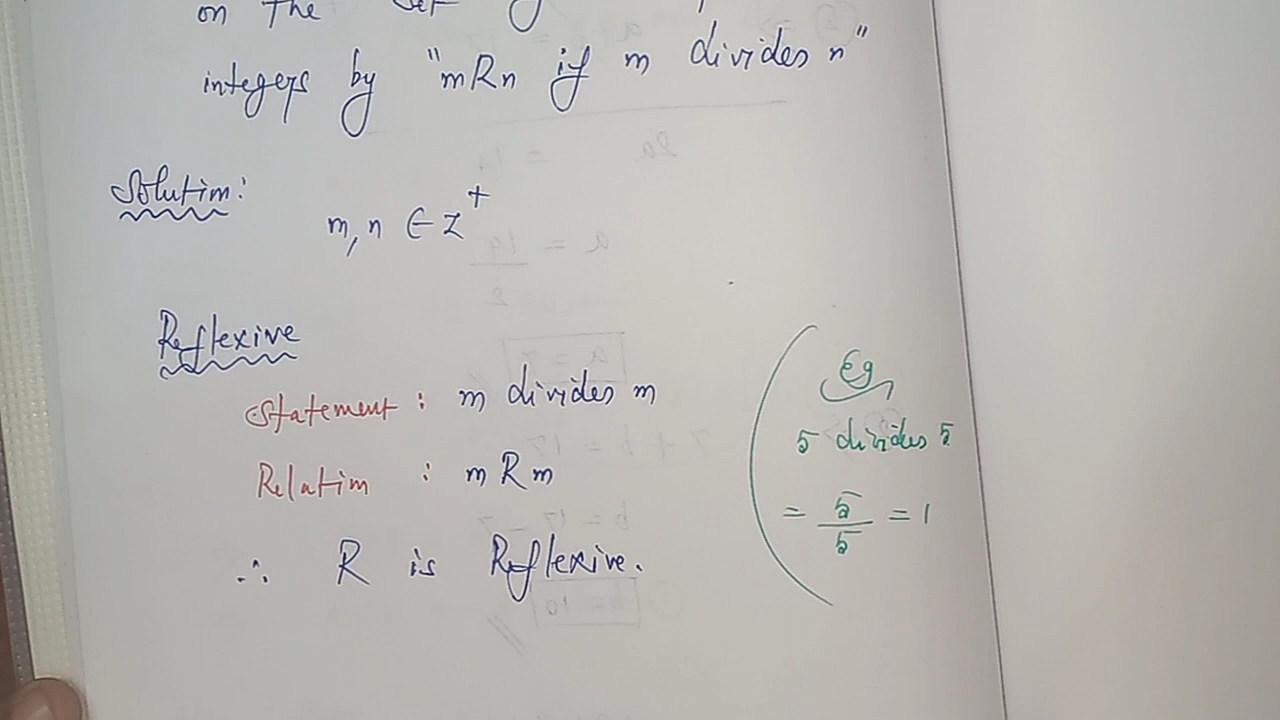 on the set
integers by "mRn if m divides n"
Solution:
m, n ∈ Z⁺
Reflexive
Statement : m divides m
Relation : m R m
∴ R is Reflexive.
Eg
5 divides 5
= 5/5 = 1